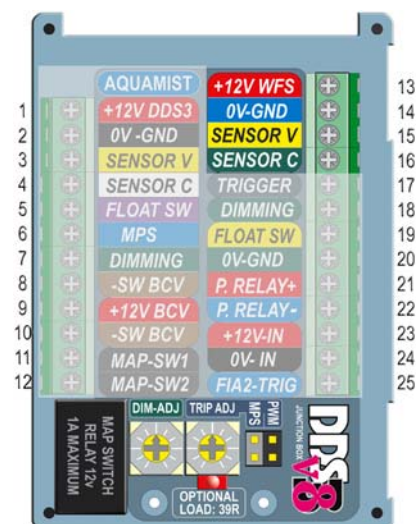 AQUAMIST
+12V WFS
13
1
+12V DDS3
0V-GND
14
2
0V -GND
SENSOR V
15
3
SENSOR V
SENSOR C
16
4
SENSOR C
TRIGGER
17
5
FLOAT SW
DIMMING
18
6
MPS
FLOAT SW
19
7
DIMMING
0V-GND
20
8
-SW BCV
P. RELAY+
21
9
+12V BCV
P. RELAY-
22
10
-SW BCV
+12V-IN
23
11
MAP-SW1
0V- IN
24
12
MAP-SW2
FIA2-TRIG
25
MAP SWITCH
RELAY 12v
1A MAXIMUM
DIM-ADJ
TRIP ADJ
MPS
PWM
OPTIONAL
LOAD: 39R
JUNCTION BOX
DDS3 v8